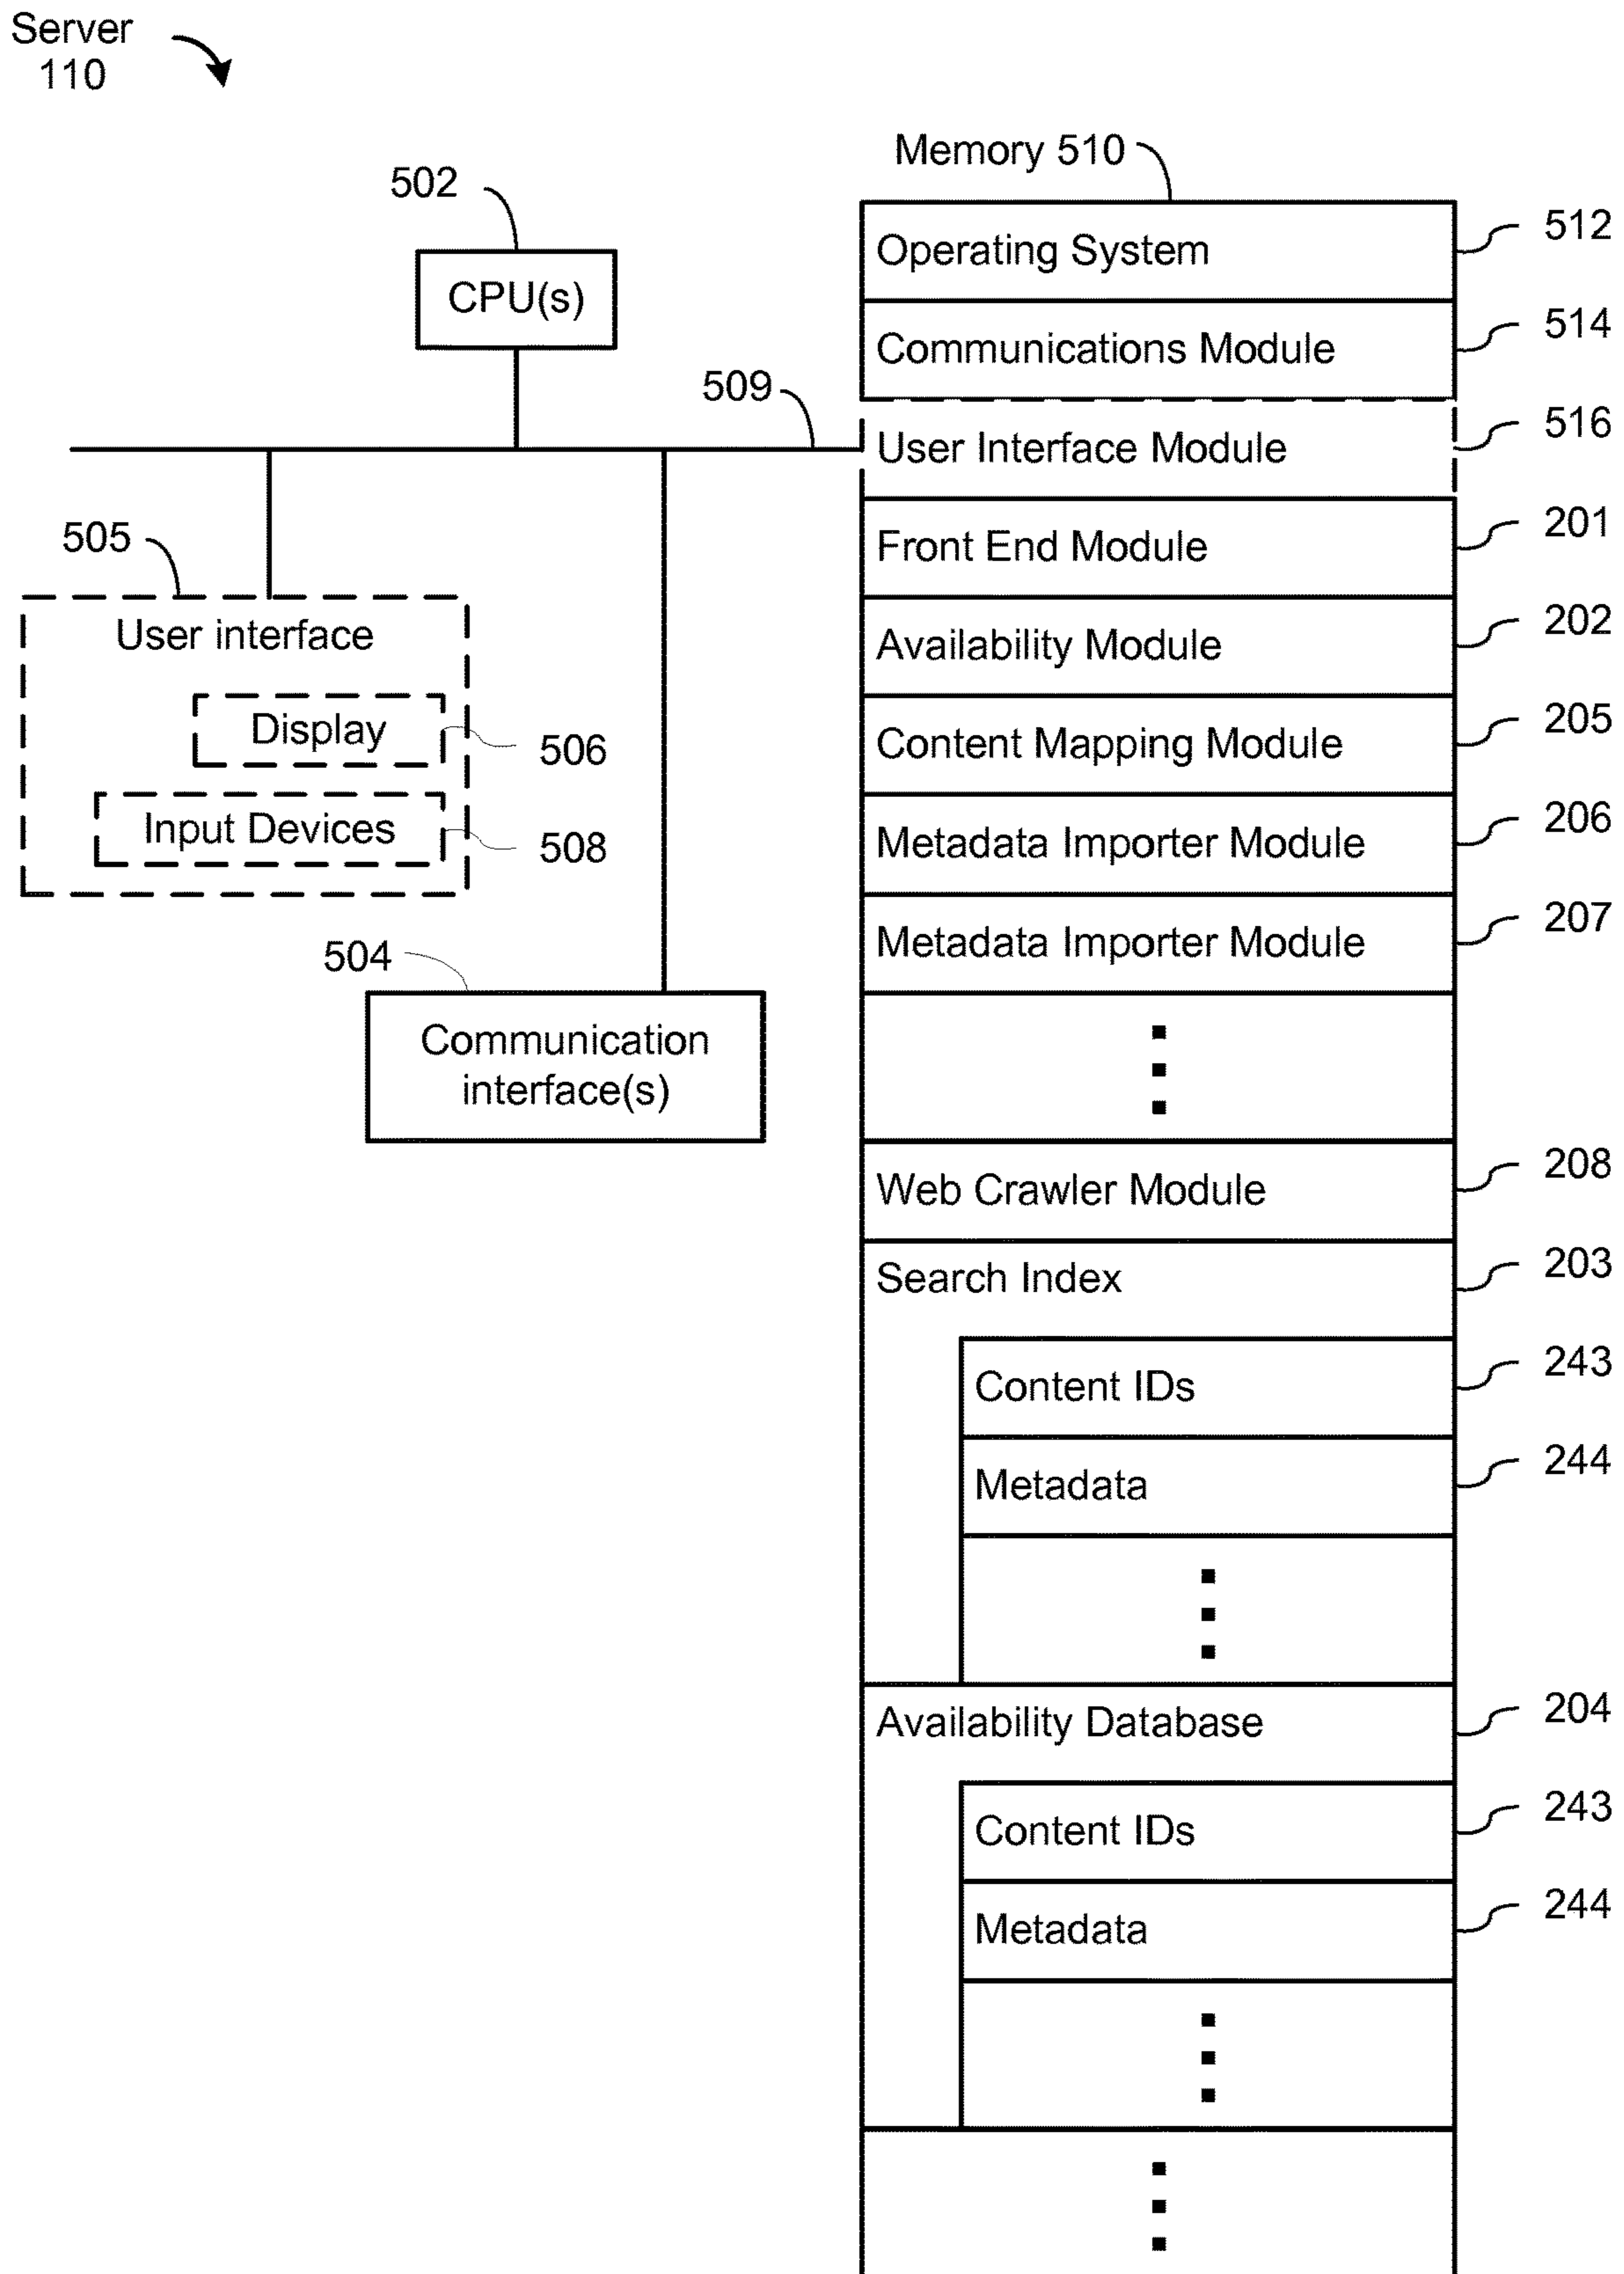 Server
110
Memory 510
502
512
Operating System
CPU(s)
514
Communications Module
509
516
User Interface Module
201
Front End Module
505
User interface
202
Availability Module
Display
506
205
Content Mapping Module
Input Devices
508
206
Metadata Importer Module
207
Metadata Importer Module
504
Communication
interface(s)
208
Web Crawler Module
203
Search Index
243
Content IDs
244
Metadata
204
Availability Database
243
Content IDs
244
Metadata